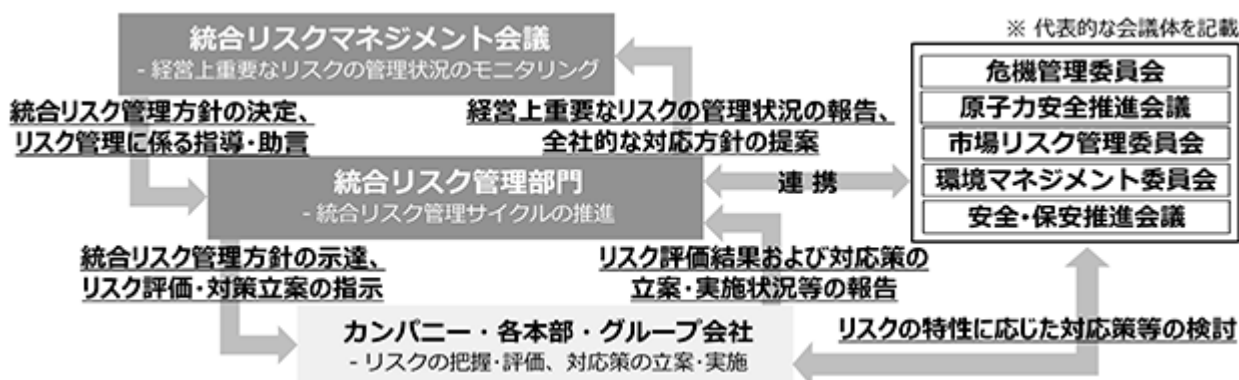 ※ 代表的な会議体を記載
統合リスクマネジメント会議
- 経営上重要なリスクの管理状況のモニタリング
統合リスク管理方針の決定、
リスク管理に係る指導・助言
経営上重要なリスクの管理状況の報告、
全社的な対応方針の提案
危機管理委員会
原子力安全推進会議
市場リスク管理委員会
環境マネジメント委員会
安全・保安推進会議
統合リスク管理部門
- 統合リスク管理サイクルの推進
連 携
統合リスク管理方針の示達、
リスク評価・対策立案の指示
リスク評価結果および対応策の
立案・実施状況等の報告
カンパニー・各本部・グループ会社
- リスクの把握・評価、対応策の立案・実施
リスクの特性に応じた対応策等の検討